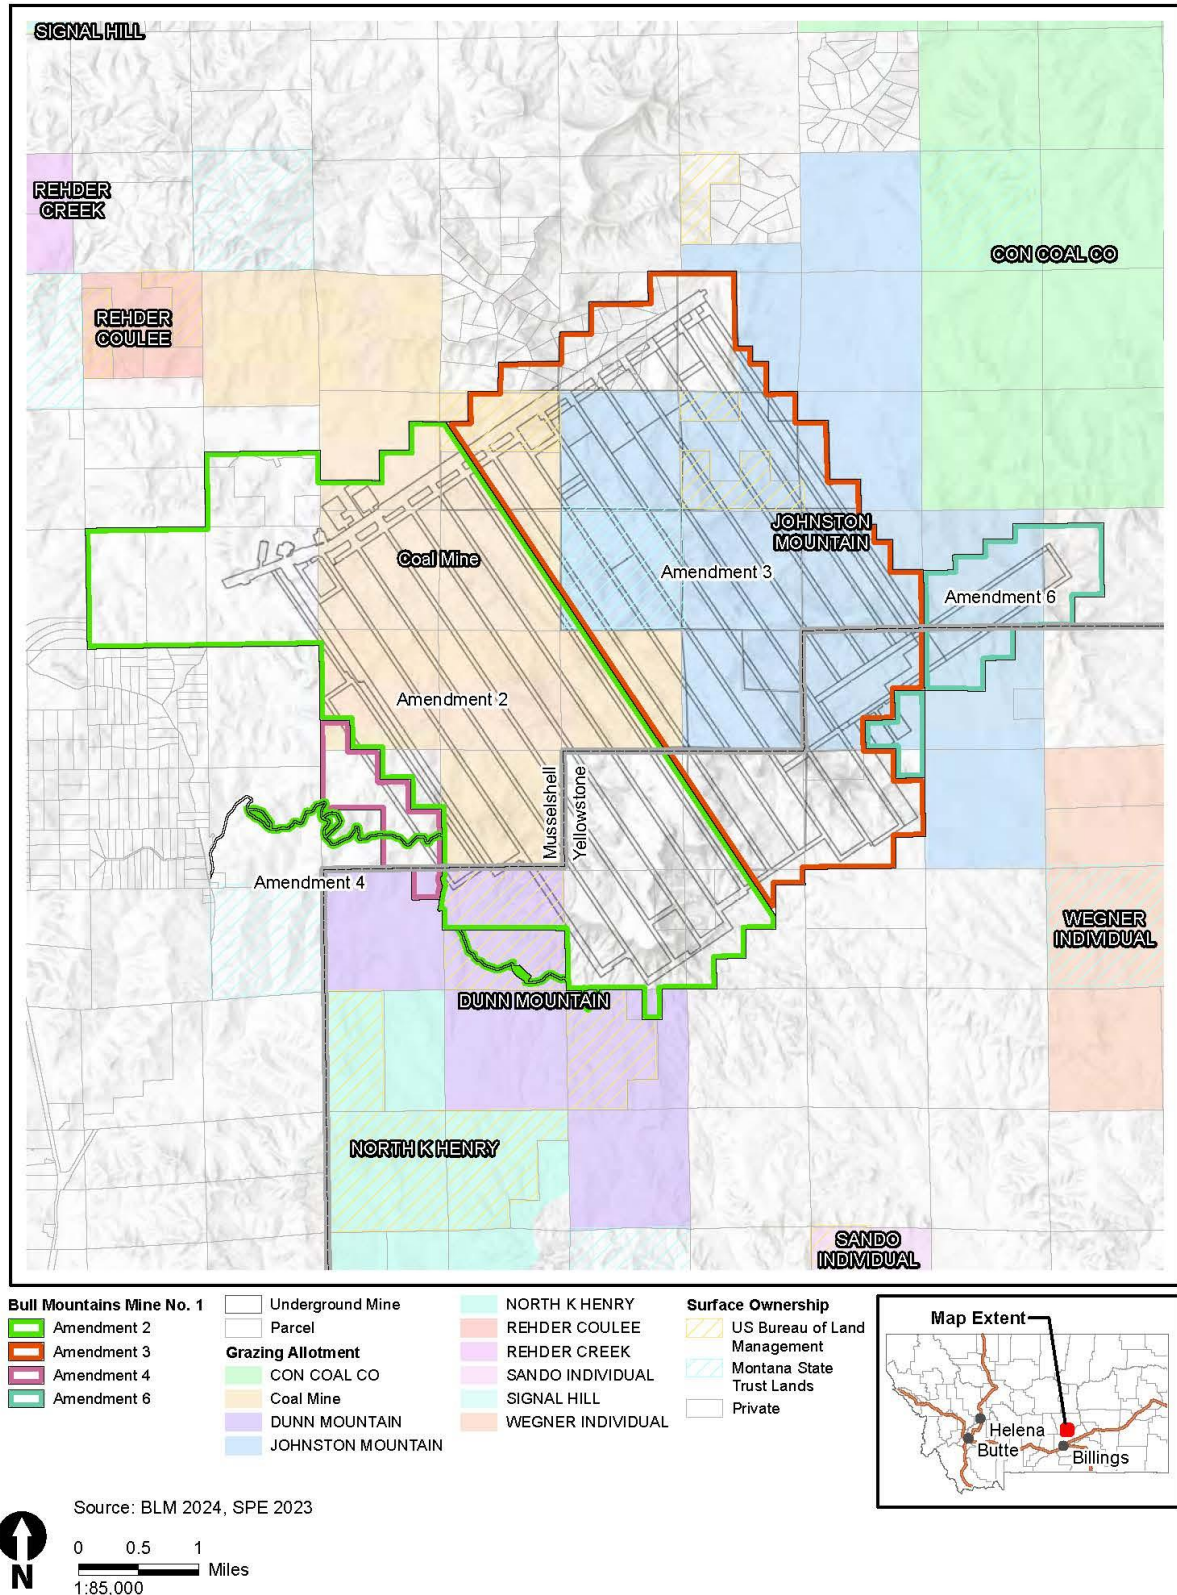 SIGNAL HILL
REHDER
CREEK
CON COAL CO
REHDER
COULEE
JOHNSTON
MOUNTAIN
Coal Mine
Amendment 3
Amendment 6
Amendment 2
Musselshell
Yellowstone
Amendment 4
WEGNER
INDIVIDUAL
DUNN MOUNTAIN
NORTH K HENRY
SANDO
INDIVIDUAL
Bull Mountains Mine No. 1
Amendment 2
Amendment 3
Amendment 4
Amendment 6
Underground Mine
Parcel
Grazing Allotment
CON COAL CO
Coal Mine
DUNN MOUNTAIN
JOHNSTON MOUNTAIN
NORTH K HENRY
REHDER COULEE
REHDER CREEK
SANDO INDIVIDUAL
SIGNAL HILL
WEGNER INDIVIDUAL
Surface Ownership
US Bureau of Land
Management
Montana State
Trust Lands
Private
Map Extent
Helena
Butte
Billings
Source: BLM 2024, SPE 2023
0 0.5 1
Miles
1:85,000
N